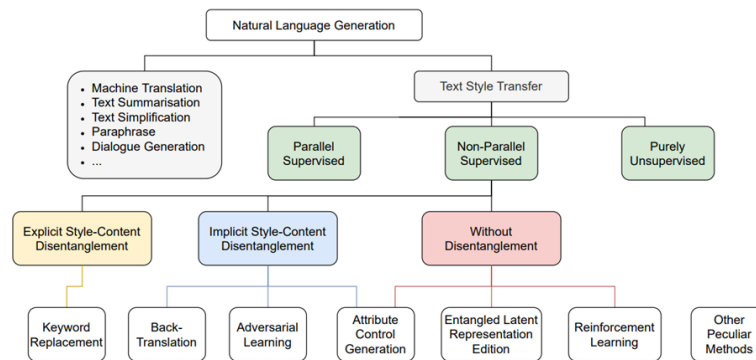 Natural Language Generation
• Machine Translation
• Text Summarisation
• Text Simplification
• Paraphrase
• Dialogue Generation
• ...
Text Style Transfer
Parallel
Supervised
Non-Parallel
Supervised
Purely
Unsupervised
Explicit Style-Content
Disentanglement
Implicit Style-Content
Disentanglement
Without
Disentanglement
Keyword
Replacement
Back-
Translation
Adversarial
Learning
Attribute
Control
Generation
Entangled Latent
Representation
Edition
Reinforcement
Learning
Other
Peculiar
Methods